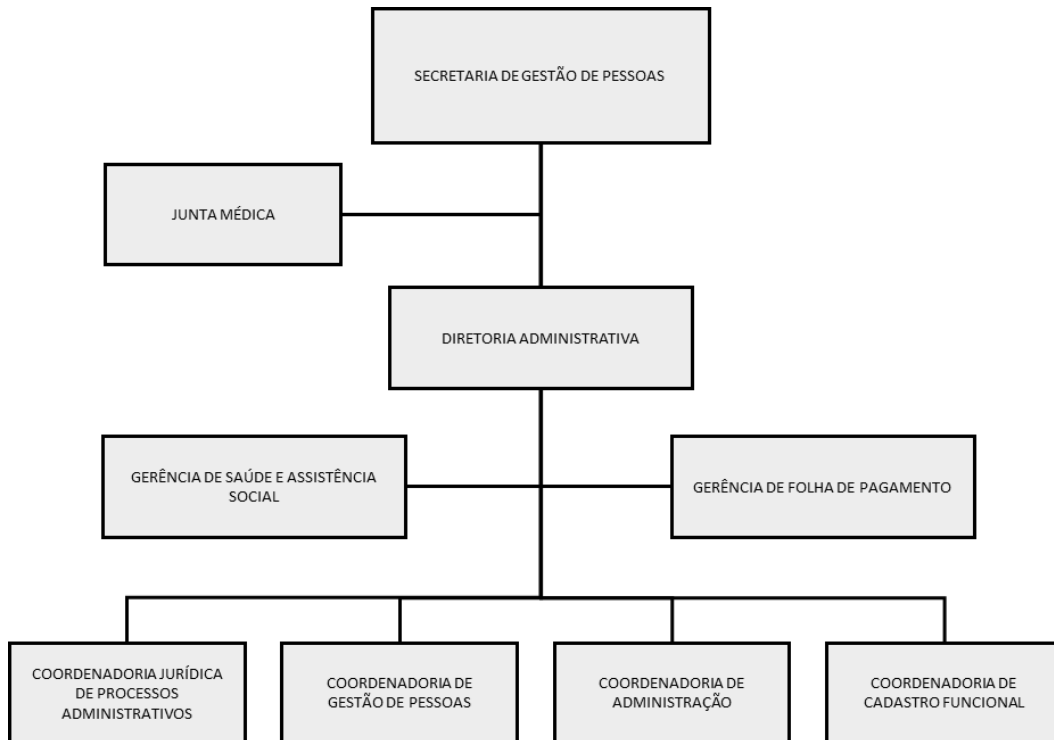 SECRETARIA DE GESTÃO DE PESSOAS
JUNTA MÉDICA
DIRETORIA ADMINISTRATIVA
GERÊNCIA DE SAÚDE E ASSISTÊNCIA
SOCIAL
GERÊNCIA DE FOLHA DE PAGAMENTO
COORDENADORIA JURÍDICA
DE PROCESSOS
ADMINISTRATIVOS
COORDENADORIA DE
GESTÃO DE PESSOAS
COORDENADORIA DE
ADMINISTRAÇÃO
COORDENADORIA DE
CADASTRO FUNCIONAL